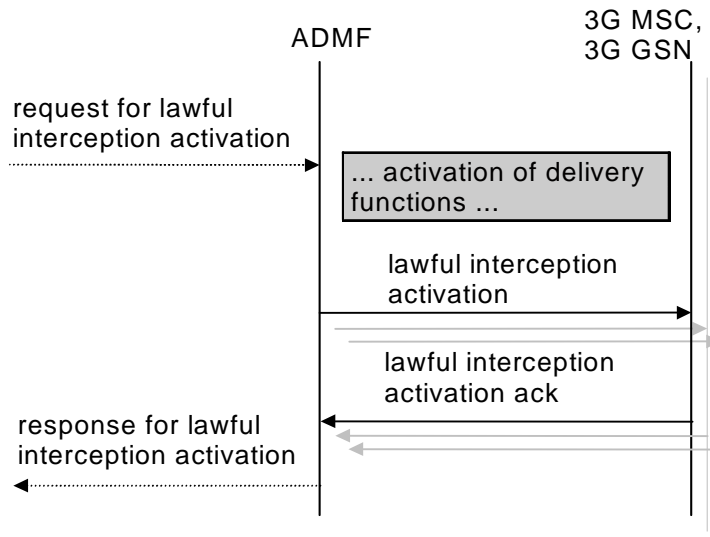 ADMF
3G MSC,
3G GSN
request for lawful
interception activation
... activation of delivery
functions ...
lawful interception
activation
lawful interception
activation ack
response for lawful
interception activation